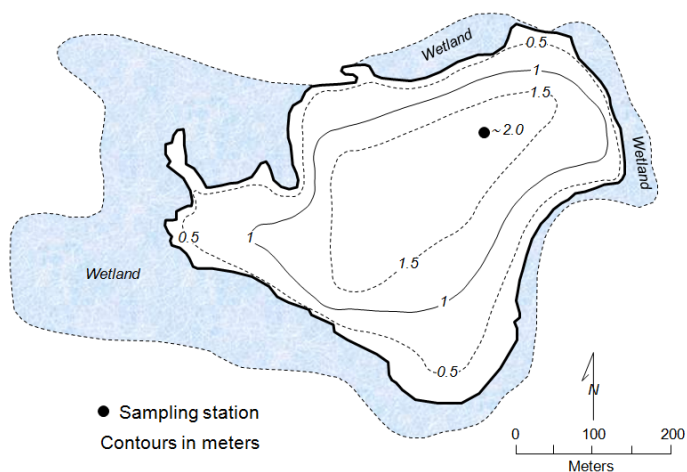 Wetland
0.5
1
1.5
~2.0
Wetland
0.5
1
1.5
Wetland
1
0.5
Sampling station
Contours in meters
N
0 100 200
Meters